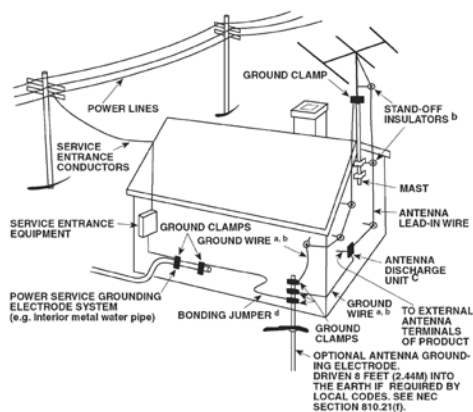 GROUND CLAMP
POWER LINES
STAND-OFF
INSULATORS b
SERVICE
ENTRANCE
CONDUCTORS
MAST
ANTENNA
LEAD-IN WIRE
SERVICE ENTRANCE
EQUIPMENT
GROUND CLAMPS
GROUND WIRE a, b
ANTENNA
DISCHARGE
UNIT C
POWER SERVICE GROUNDING
ELECTRODE SYSTEM
(e.g. Interior metal water pipe)
BONDING JUMPER d
GROUND
WIRE a, b
GROUND
CLAMPS
TO EXTERNAL
ANTENNA
TERMINALS
OF PRODUCT
OPTIONAL ANTENNA GROUND-
ING ELECTRODE.
DRIVEN 8 FEET (2.44M) INTO
THE EARTH IF REQUIRED BY
LOCAL CODES. SEE NEC
SECTION 810.21(f).